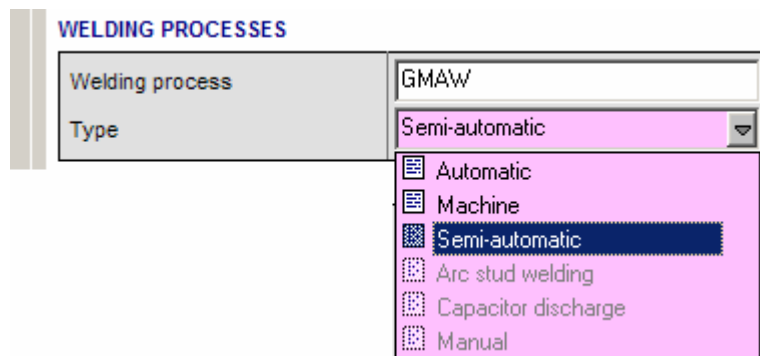 WELDING PROCESSES
Welding process GMAW
Type Semi-automatic
Automatic
Machine
Semi-automatic
Arc stud welding
Capacitor discharge
Manual